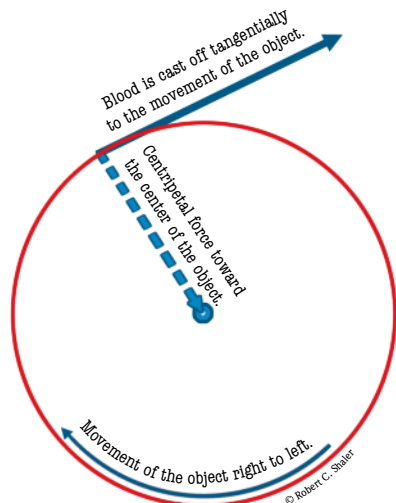 Blood is cast off tangentially
to the movement of the object.
Centripetal force toward
the center of the object.
Movement of the object right to left.
© Robert C. Shaler